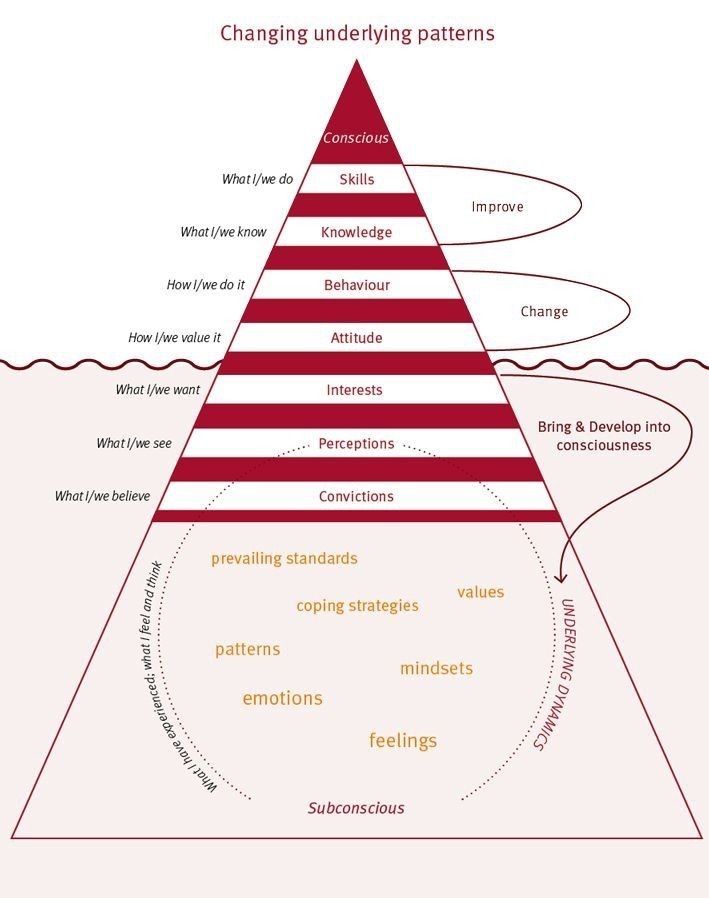 Changing underlying patterns
Conscious
What I/we do
Skills
Improve
What I/we know
Knowledge
How I/we do it
Behaviour
Change
How I/we value it
Attitude
What I/we want
Interests
Bring & Develop into
consciousness
What I/we see
Perceptions
What I/we believe
Convictions
prevailing standards
values
coping strategies
patterns
mindsets
emotions
feelings
What I have experienced; what I feel and think
UNDERLYING DYNAMICS
Subconscious